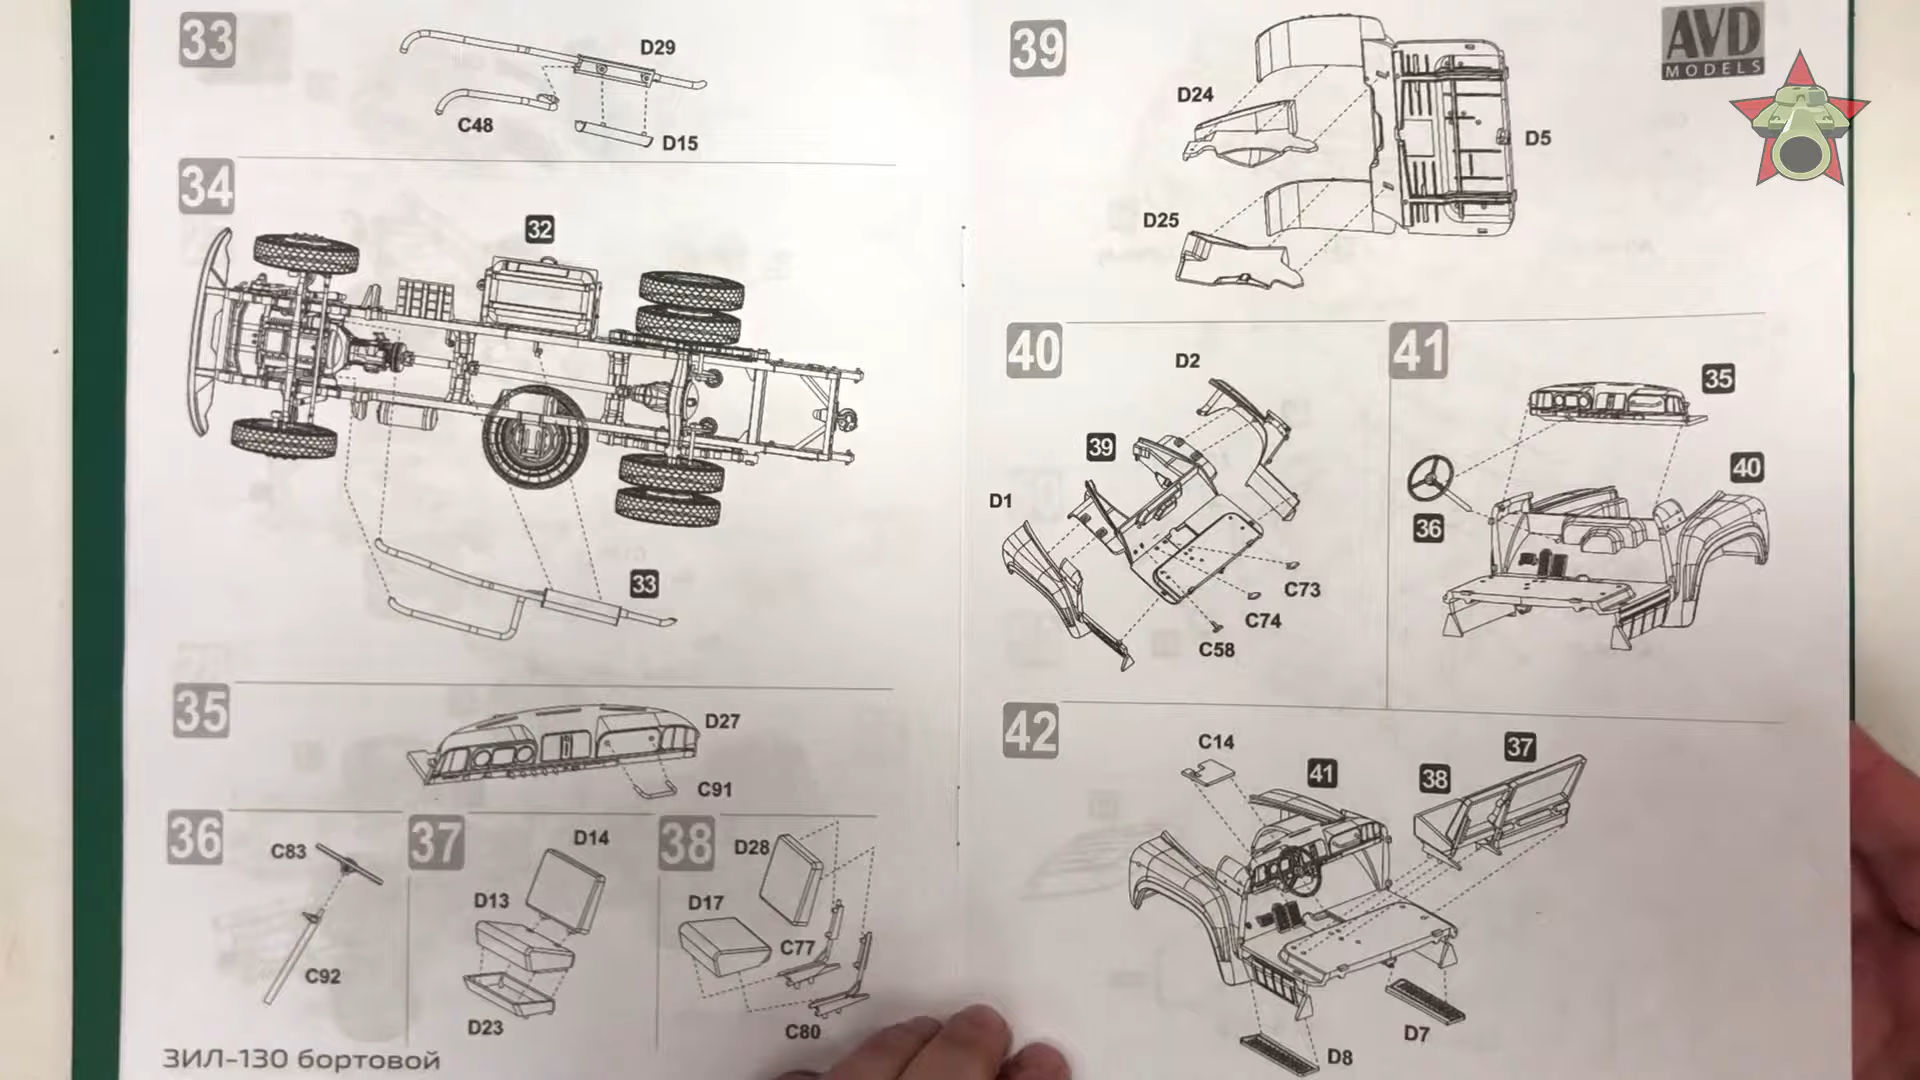 33
D29
C48
D15
34
32
33
35
D27
C91
36
C83
C92
37
D14
D13
D23
38
D28
D17
C77
C80
ЗИЛ-130 бортовой
39
AVD
MODELS
D24
D5
D25
40
D2
39
D1
C73
C74
C58
41
35
40
36
42
C14
41
38
37
D7
D8